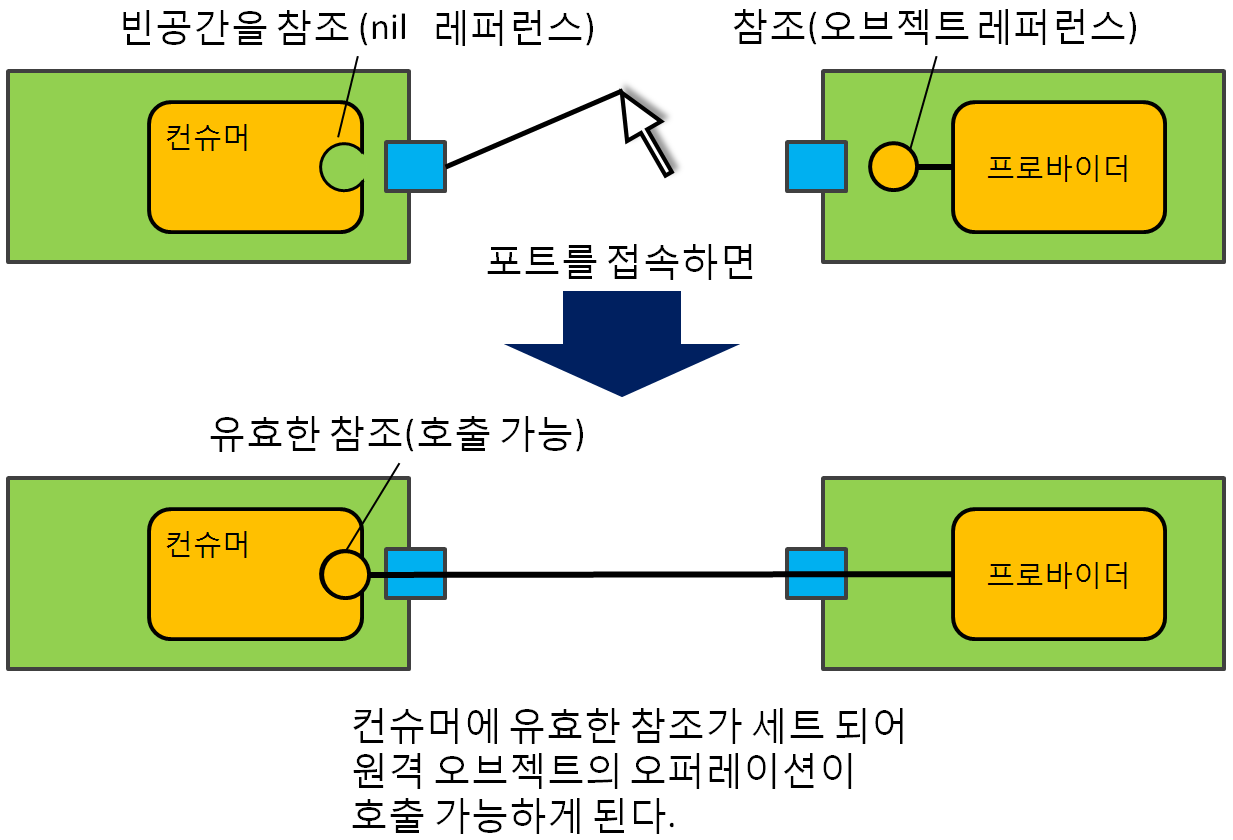 빈공간을 참조 (nil 레퍼런스)
참조(오브젝트 레퍼런스)
컨슈머
프로바이더
포트를 접속하면
유효한 참조(호출 가능)
컨슈머
프로바이더
컨슈머에 유효한 참조가 세트 되어
원격 오브젝트의 오퍼레이션이
호출 가능하게 된다.